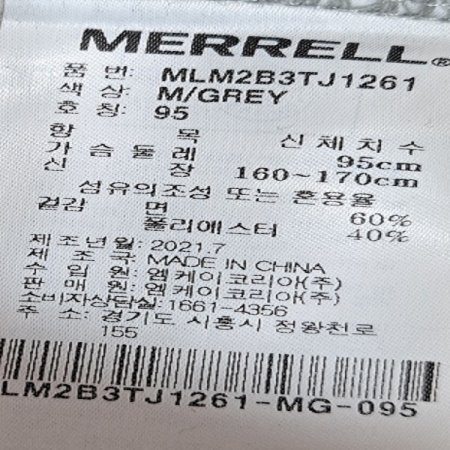 MERRELL®
품 번: MLM2B3TJ1261
색 상: M/GREY
호 칭: 95
항 목 신 체 치 수
가 슴 둘 레 95cm
신 장 160~170cm
섬유의조성 또는 혼용율
겉감 면 60%
폴리에스터 40%
제 조 년 월: 2021.7
제 조 국: MADE IN CHINA
수 입 원: 엠케이코리아(주)
판 매 원: 엠케이코리아(주)
소비자상담실: 1661-4356
주 소: 경기도 시흥시 정왕천로
155
LM2B3TJ1261-MG-095